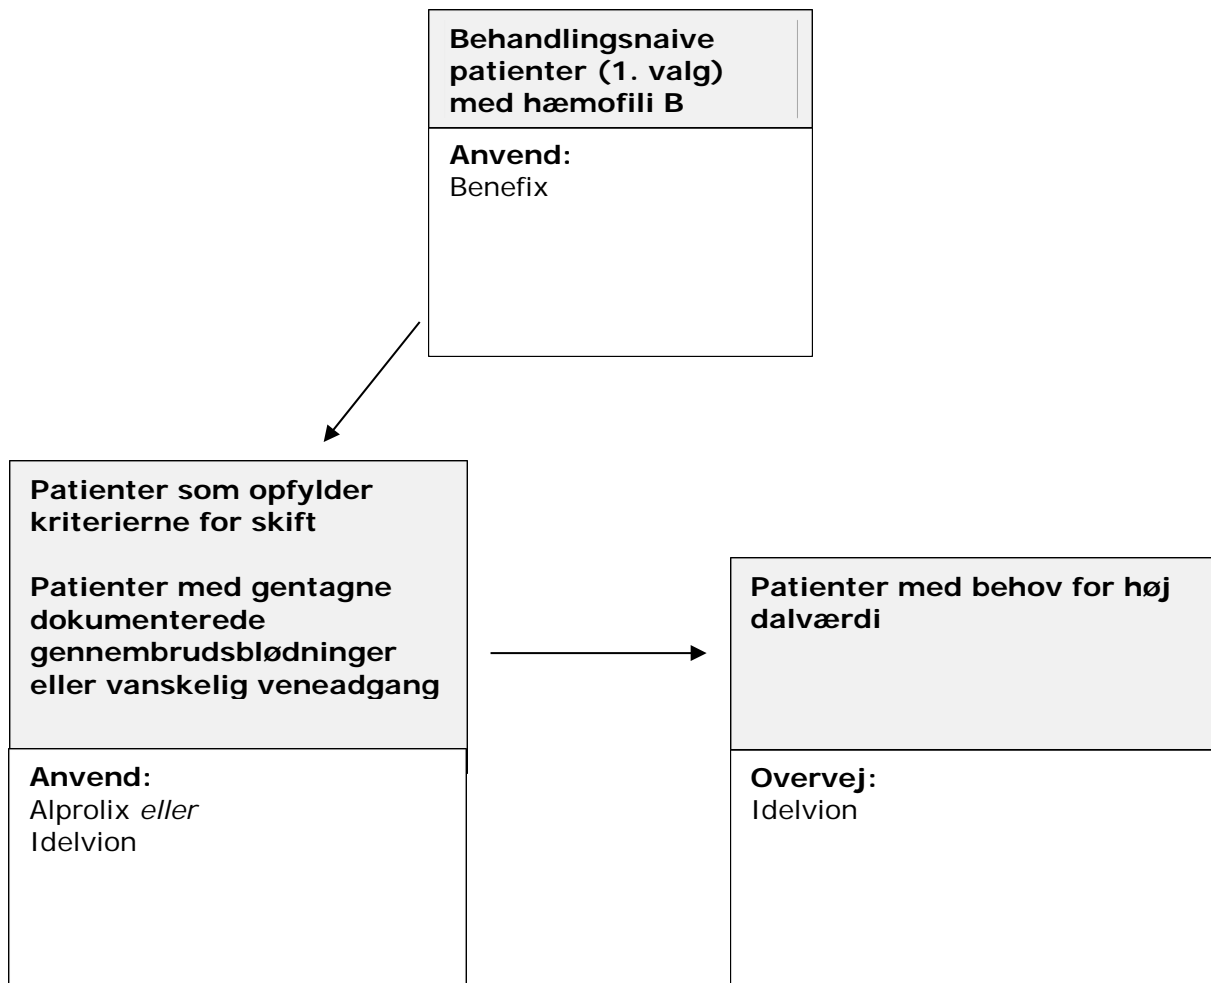 Behandlingsnaive
patienter (1. valg)
med hæmofili B
Anvend:
Benefix
Patienter som opfylder
kriterierne for skift
Patienter med gentagne
dokumenterede
gennembrudsblødninger
eller vanskelig veneadgang
Anvend:
Alprolix eller
Idelvion
Patienter med behov for høj
dalværdi
Overvej:
Idelvion